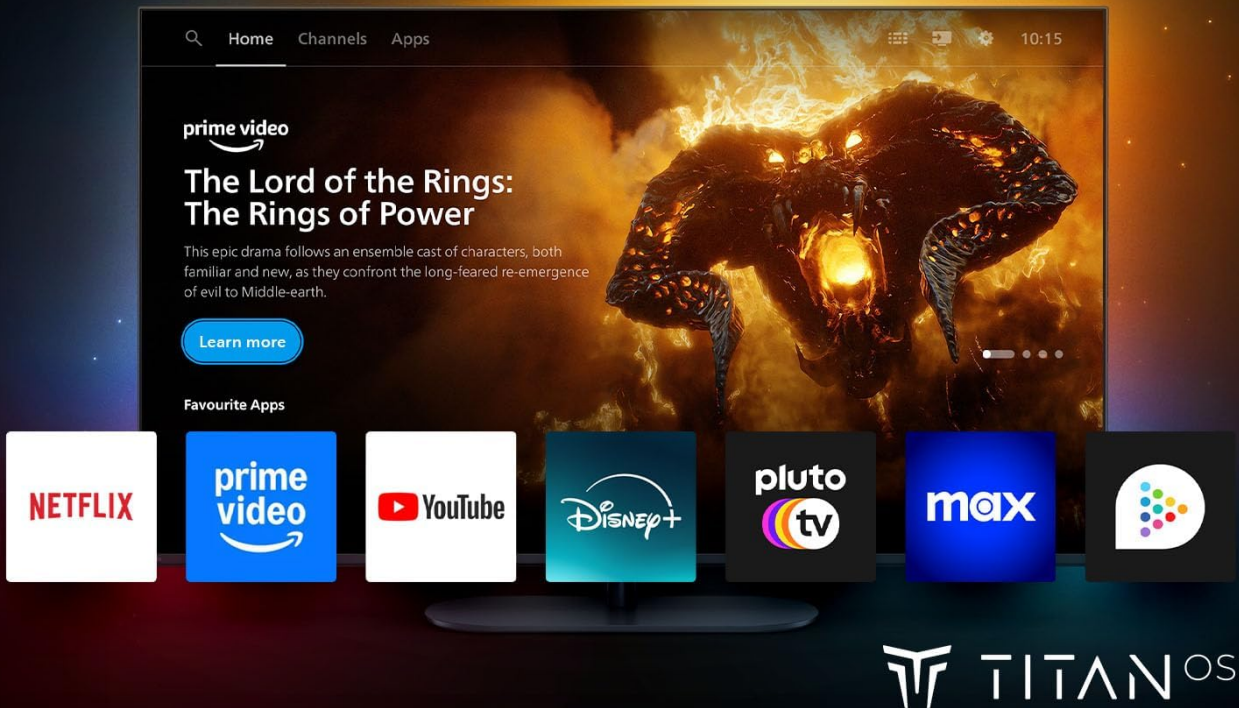 Home Channels Apps 10:15
prime video
The Lord of the Rings:
The Rings of Power
This epic drama follows an ensemble cast of characters, both
familiar and new, as they confront the long-feared re-emergence
of evil to Middle-earth.
Learn more
Favourite Apps
NETFLIX
prime
video
YouTube
Disney+
pluto
tv
max
TITAN OS